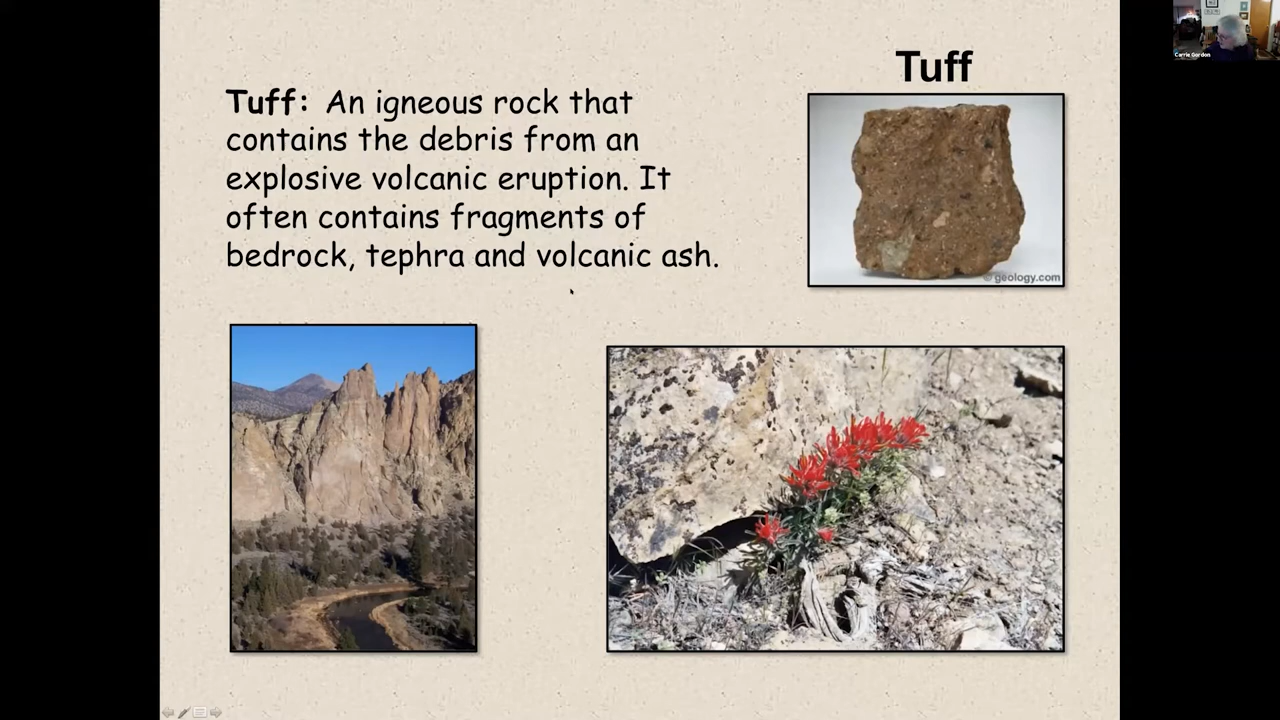 Tuff
Tuff: An igneous rock that
contains the debris from an
explosive volcanic eruption. It
often contains fragments of
bedrock, tephra and volcanic ash.
© geology.com
Carrie Gordon